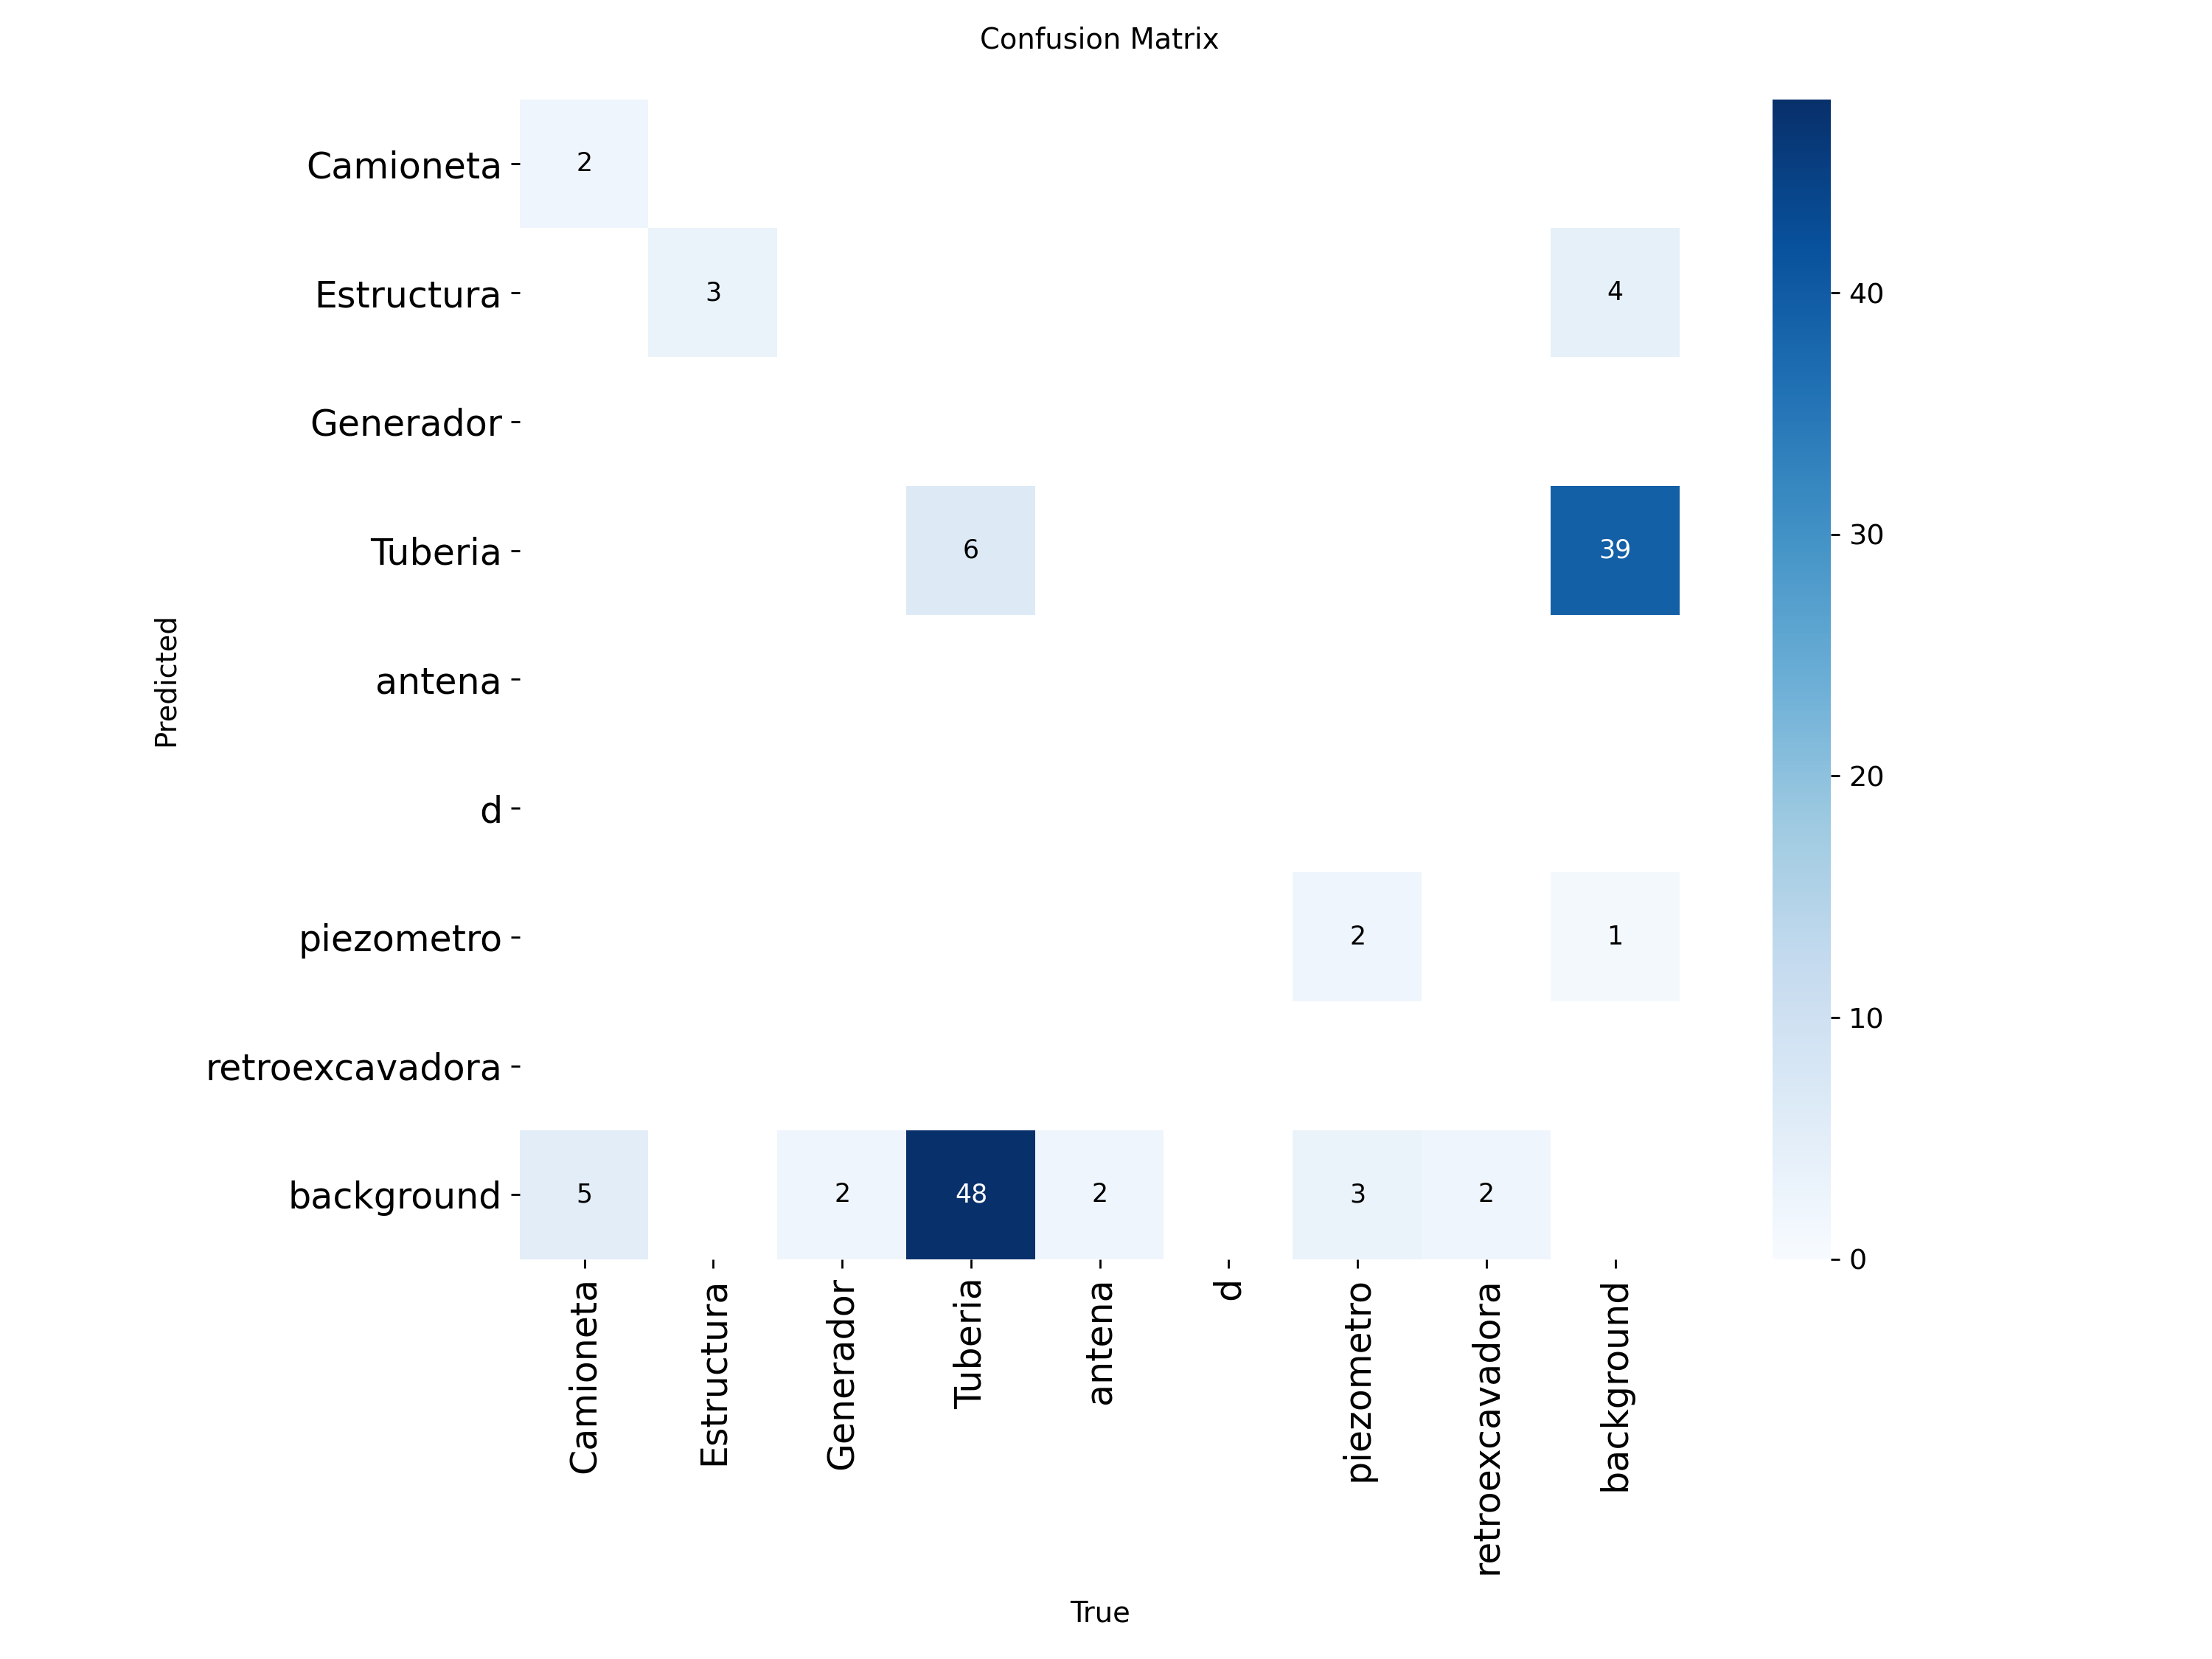 Confusion Matrix
Camioneta
2
Estructura
3
4
40
Generador
Tuberia
6
39
30
antena
20
d
piezometro
2
1
10
retroexcavadora
background
5
2
48
2
3
2
0
Predicted
Camioneta
Estructura
Generador
Tuberia
antena
d
piezometro
retroexcavadora
background
True